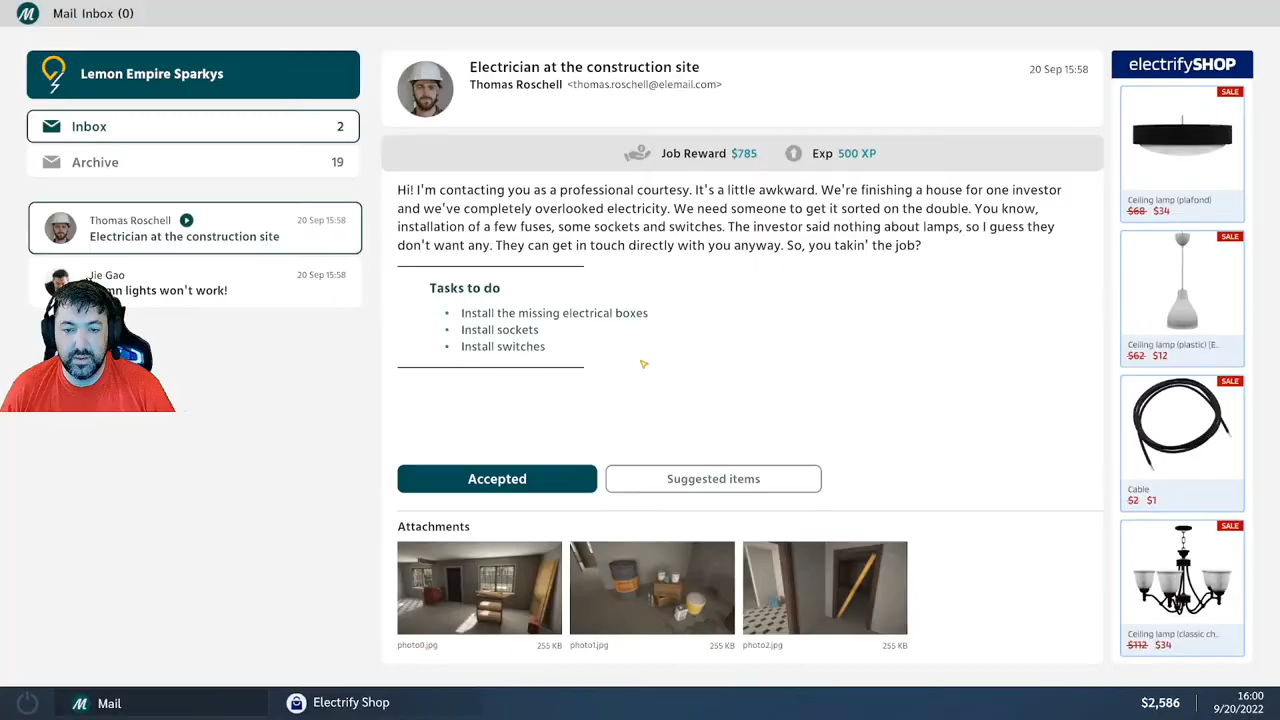 Mail Inbox (0)
Lemon Empire Sparkys
Inbox 2
Archive 19
Thomas Roschell 20 Sep 15:58
Electrician at the construction site
Jie Gao 20 Sep 15:58
lights won't work!
Electrician at the construction site
Thomas Roschell <thomas.roschell@elemail.com>
20 Sep 15:58
Job Reward $785 Exp 500 XP
Hi! I'm contacting you as a professional courtesy. It's a little awkward. We're finishing a house for one investor
and we've completely overlooked electricity. We need someone to get it sorted on the double. You know,
installation of a few fuses, some sockets and switches. The investor said nothing about lamps, so I guess they
don't want any. They can get in touch directly with you anyway. So, you takin' the job?
Tasks to do
• Install the missing electrical boxes
• Install sockets
• Install switches
Accepted
Suggested items
Attachments
photo0.jpg 255 KB
photo1.jpg 255 KB
photo2.jpg 255 KB
electrifySHOP
SALE
Ceiling lamp (plafond)
$68 $34
SALE
Ceiling lamp (plastic) [E..
$62 $12
SALE
Cable
$2 $1
SALE
Ceiling lamp (classic ch..
$112 $34
Mail
Electrify Shop
$2,586
16:00
9/20/2022